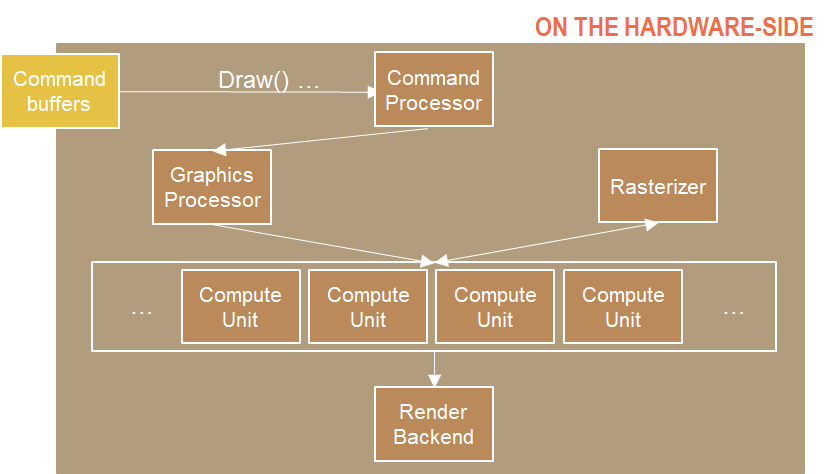 ON THE HARDWARE-SIDE
Command
buffers
Draw() ...
Command
Processor
Graphics
Processor
Rasterizer
...
Compute
Unit
Compute
Unit
Compute
Unit
Compute
Unit
...
Render
Backend